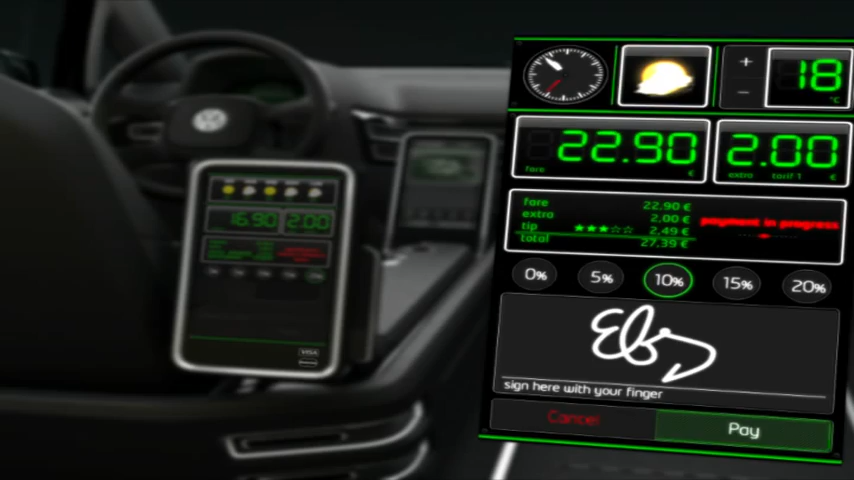 18
°C
22.90
fare
€
2.00
extra tarif 1 €
fare 22,90 €
extra 2,00 €
tip ★★★☆☆ 2,49 €
total 27,39 €
payment in progress
0% 5% 10% 15% 20%
sign here with your finger
Cancel
Pay
16.90 2.00
VISA